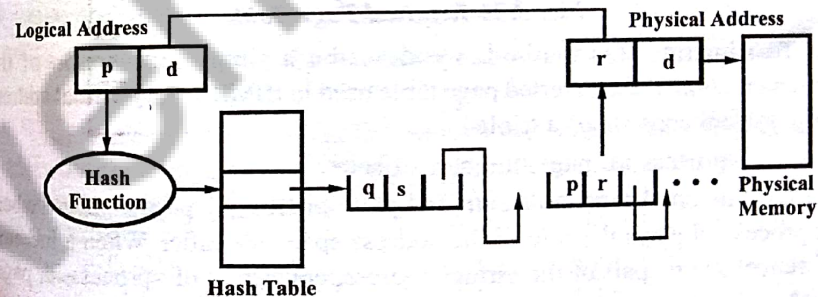 Logical Address
Physical Address
p d
r d
Hash
Function
q s
p r
Physical
Memory
Hash Table